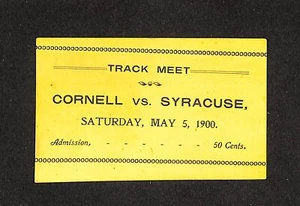 TRACK MEET
CORNELL vs. SYRACUSE,
SATURDAY, MAY 5, 1900.
Admission, - - - - - - 50 Cents.